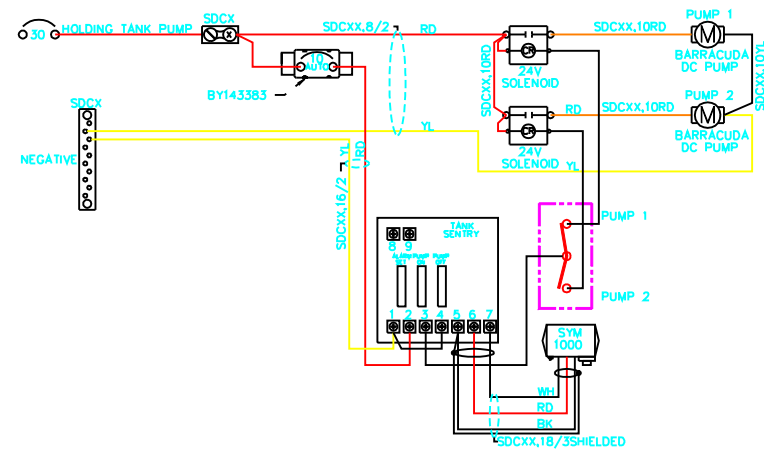 SDCX
30
HOLDING TANK PUMP
SDCXX,8/2
RD
SDCXX,10RD
PUMP 1
BARRACUDA
DC PUMP
24V
SOLENOID
CR
M
10
AUTO
BY143383
SDCXX,10RD
SDCXX,10YL
SDCX
NEGATIVE
YL
RD
SDCXX,10RD
PUMP 2
BARRACUDA
DC PUMP
CR
M
24V
SOLENOID
YL
YL
RD
SDCXX,16/2
TANK
SENTRY
8 9
PUMP 1
PUMP 2
1 2 3 4 5 6 7
SYM
1000
WH
RD
BK
SDCXX,18/3SHIELDED